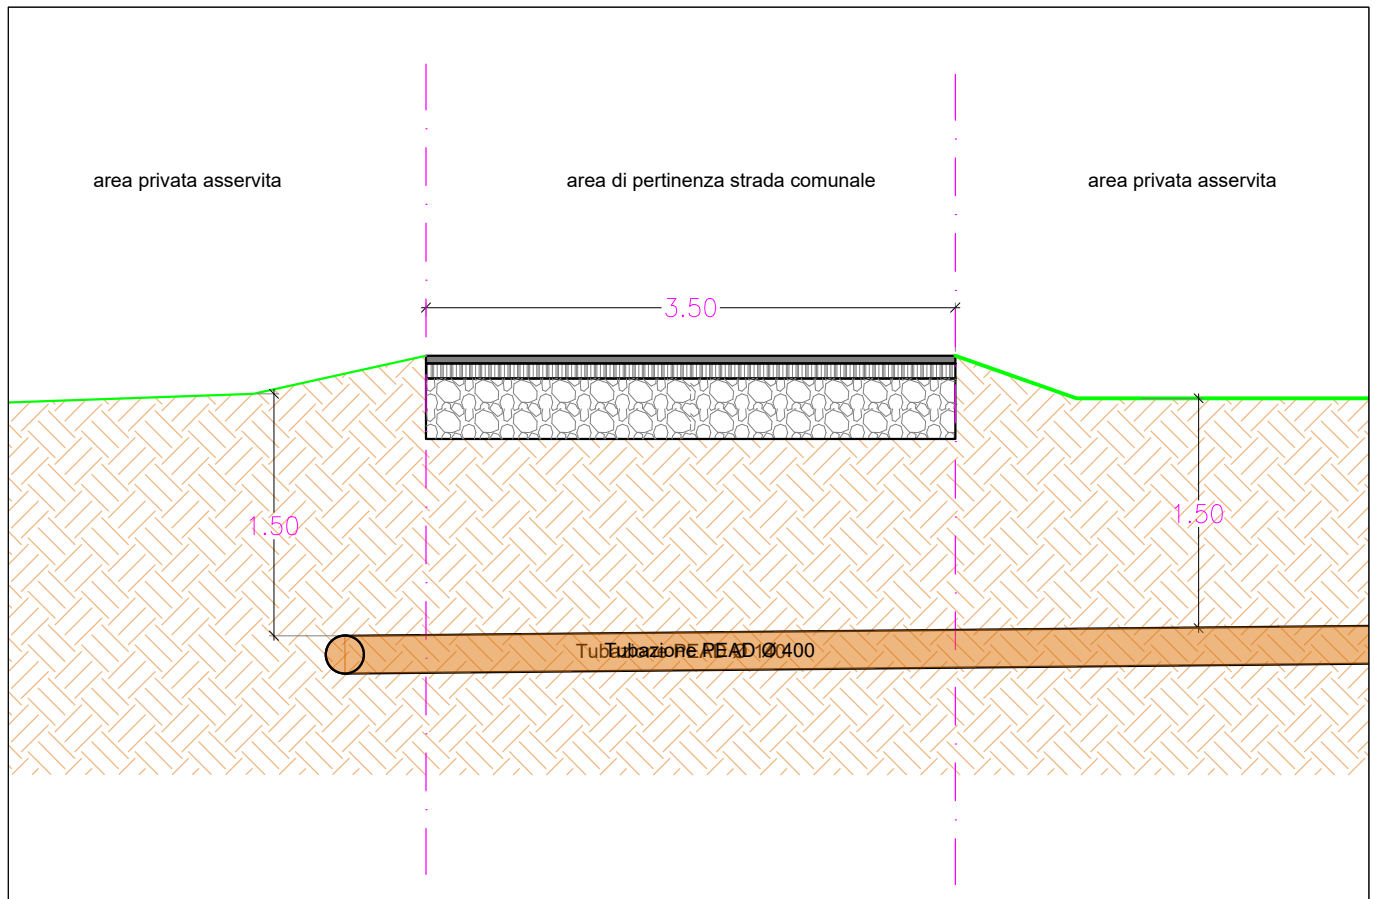 area privata asservita
area di pertinenza strada comunale
area privata asservita
3.50
1.50
1.50
Tubazione PEAD Ø 400